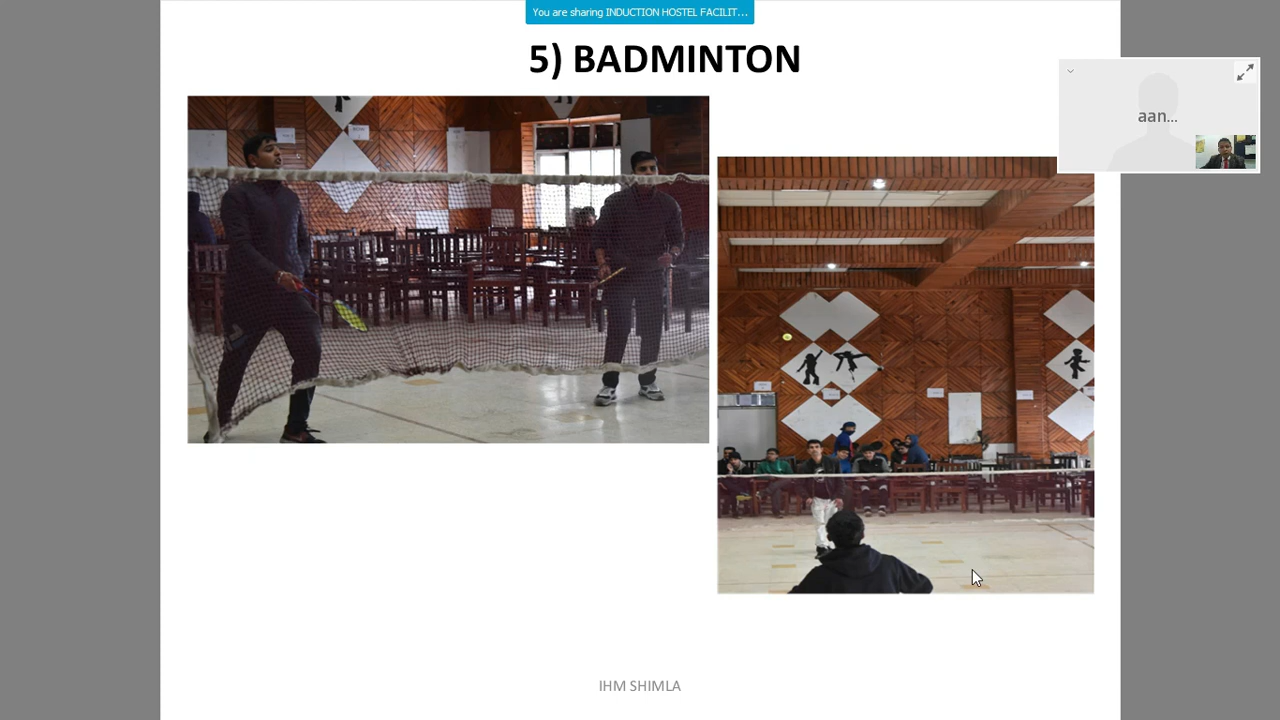 You are sharing INDUCTION HOSTEL FACILIT...
5) BADMINTON
aan...
IHM SHIMLA